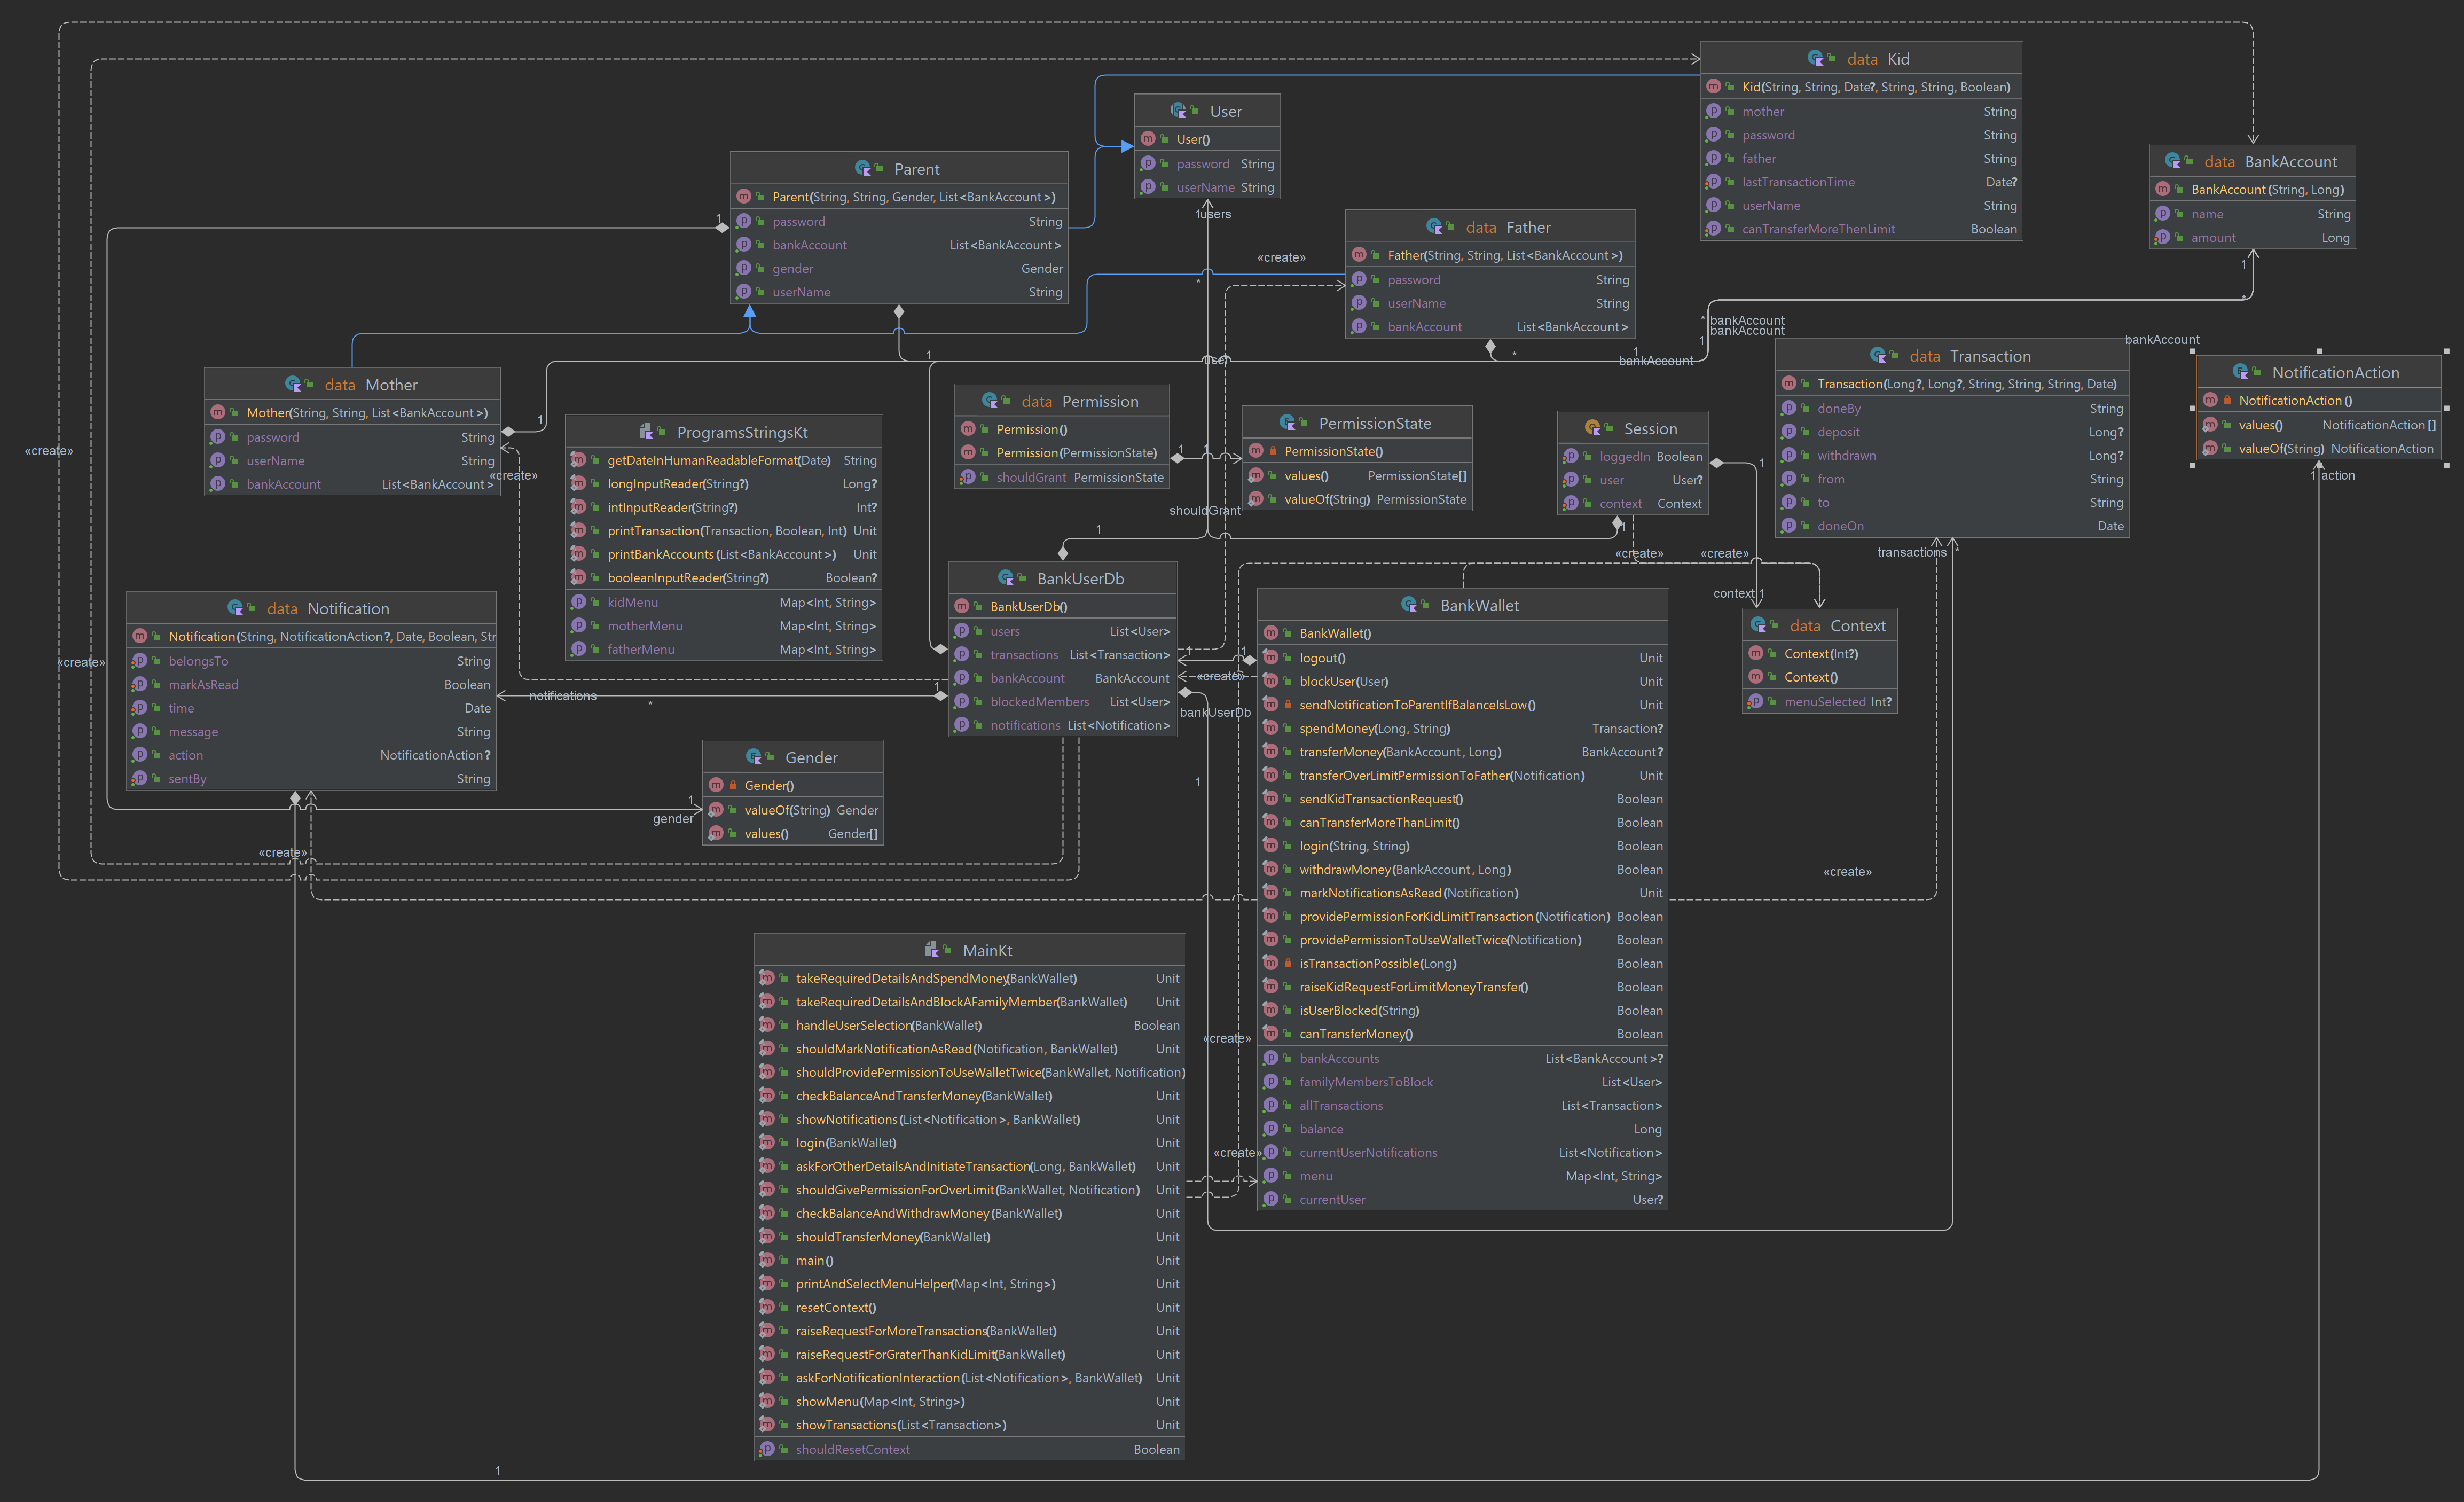 data Kid
Kid(String, String, Date?, String, String, Boolean)
mother String
password String
father String
lastTransactionTime Date?
userName String
canTransferMoreThenLimit Boolean
User
User()
password String
userName String
1
users
*
user
data BankAccount
BankAccount(String, Long)
name String
amount Long
1
*
Parent
Parent(String, String, Gender, List<BankAccount>)
password String
bankAccount List<BankAccount>
gender Gender
userName String
1
1
data Father
Father(String, String, List<BankAccount>)
password String
userName String
bankAccount List<BankAccount>
«create»
*
1
bankAccount
* bankAccount
bankAccount
1
bankAccount
data Transaction
Transaction(Long?, Long?, String, String, String, Date)
doneBy String
deposit Long?
withdrawn Long?
from String
to String
doneOn Date
transactions *
NotificationAction
NotificationAction()
values() NotificationAction[]
valueOf(String) NotificationAction
1 action
data Mother
Mother(String, String, List<BankAccount>)
password String
userName String
bankAccount List<BankAccount>
1
«create»
«create»
ProgramsStringsKt
getDateInHumanReadableFormat(Date) String
longInputReader(String?) Long?
intInputReader(String?) Int?
printTransaction(Transaction, Boolean, Int) Unit
printBankAccounts(List<BankAccount>) Unit
booleanInputReader(String?) Boolean?
kidMenu Map<Int, String>
motherMenu Map<Int, String>
fatherMenu Map<Int, String>
data Permission
Permission()
Permission(PermissionState)
shouldGrant PermissionState
1
1
shouldGrant
PermissionState
PermissionState()
values() PermissionState[]
valueOf(String) PermissionState
Session
loggedIn Boolean
user User?
context Context
1
1
«create»
«create»
context 1
data Context
Context(Int?)
Context()
menuSelected Int?
BankUserDb
BankUserDb()
users List<User>
transactions List<Transaction>
bankAccount BankAccount
blockedMembers List<User>
notifications List<Notification>
1
1
1
1
1
«create»
bankUserDb
notifications
*
data Notification
Notification(String, NotificationAction?, Date, Boolean, Str
belongsTo String
markAsRead Boolean
time Date
message String
action NotificationAction?
sentBy String
«create»
«create»
Gender
Gender()
valueOf(String) Gender
values() Gender[]
1
gender
BankWallet
BankWallet()
logout() Unit
blockUser(User) Unit
sendNotificationToParentIfBalanceIsLow() Unit
spendMoney(Long, String) Transaction?
transferMoney(BankAccount, Long) BankAccount?
transferOverLimitPermissionToFather(Notification) Unit
sendKidTransactionRequest() Boolean
canTransferMoreThanLimit() Boolean
login(String, String) Boolean
withdrawMoney(BankAccount, Long) Boolean
markNotificationsAsRead(Notification) Unit
providePermissionForKidLimitTransaction(Notification) Boolean
providePermissionToUseWalletTwice(Notification) Boolean
isTransactionPossible(Long) Boolean
raiseKidRequestForLimitMoneyTransfer() Boolean
isUserBlocked(String) Boolean
canTransferMoney() Boolean
bankAccounts List<BankAccount>?
familyMembersToBlock List<User>
allTransactions List<Transaction>
balance Long
currentUserNotifications List<Notification>
menu Map<Int, String>
currentUser User?
«create»
«create»
«create»
MainKt
takeRequiredDetailsAndSpendMoney(BankWallet) Unit
takeRequiredDetailsAndBlockAFamilyMember(BankWallet) Unit
handleUserSelection(BankWallet) Boolean
shouldMarkNotificationAsRead(Notification, BankWallet) Unit
shouldProvidePermissionToUseWalletTwice(BankWallet, Notification) Unit
checkBalanceAndTransferMoney(BankWallet) Unit
showNotifications(List<Notification>, BankWallet) Unit
login(BankWallet) Unit
askForOtherDetailsAndInitiateTransaction(Long, BankWallet) Unit
shouldGivePermissionForOverLimit(BankWallet, Notification) Unit
checkBalanceAndWithdrawMoney(BankWallet) Unit
shouldTransferMoney(BankWallet) Unit
main() Unit
printAndSelectMenuHelper(Map<Int, String>) Unit
resetContext() Unit
raiseRequestForMoreTransactions(BankWallet) Unit
raiseRequestForGraterThanKidLimit(BankWallet) Unit
askForNotificationInteraction(List<Notification>, BankWallet) Unit
showMenu(Map<Int, String>) Unit
showTransactions(List<Transaction>) Unit
shouldResetContext Boolean
1